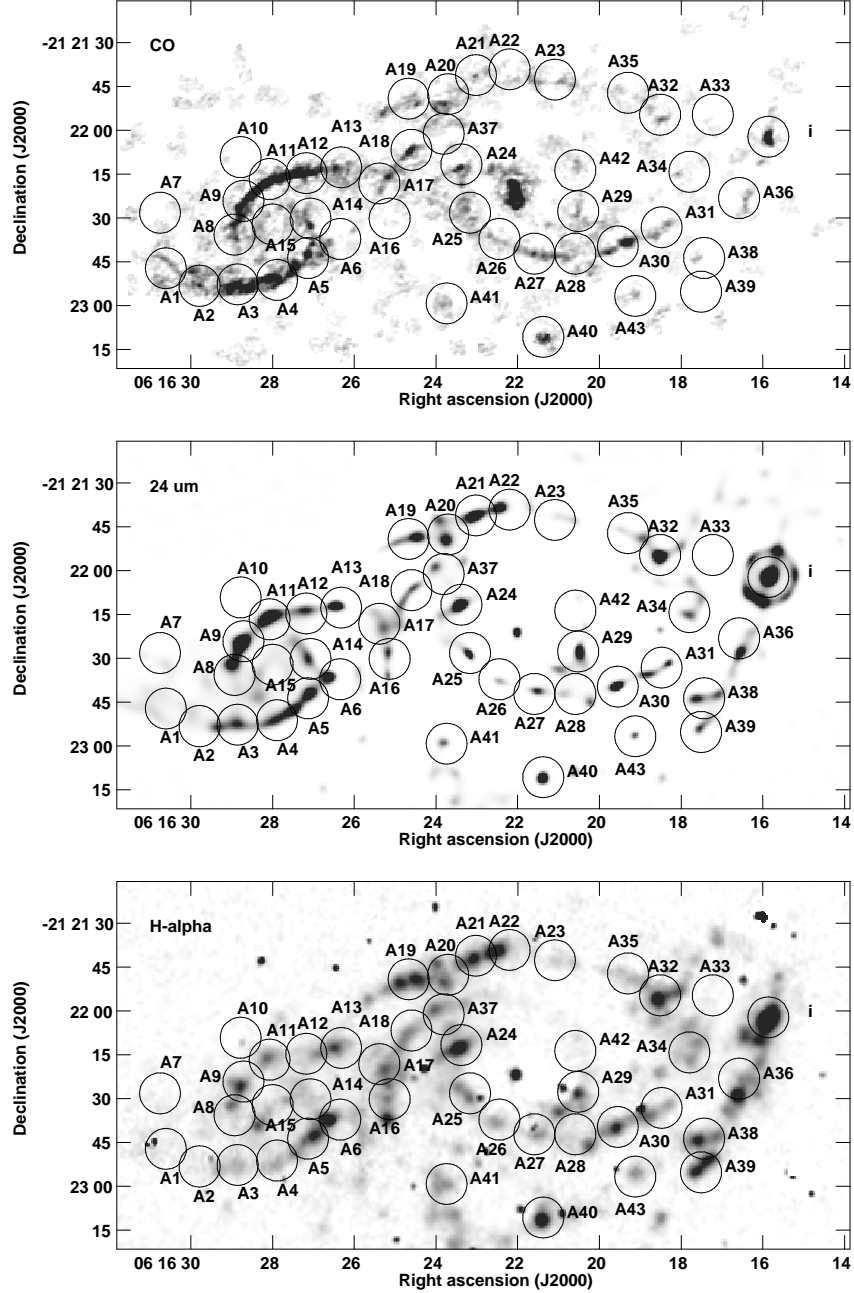 -21 21 30
CO
A21 A22
A23
A35
45
A19 A20
A32 A33
22 00
A10
A13
A18
A37
i
A11 A12
A24
A42
15
A7
A34
A9
A17
A29
A36
30
A8
A14
A15
A16
A25
A31
A6
A26
A30
A38
45
A1
A5
A27 A28
A2 A3 A4
A39
23 00
A41
A43
A40
15
06 16 30 28 26 24 22 20 18 16 14
Right ascension (J2000)
Declination (J2000)
-21 21 30
24 um
A21 A22
A23
A35
45
A19 A20
A32 A33
22 00
A10
A13
A18
A37
i
A11 A12
A24
A42
15
A7
A34
A9
A17
A29
A36
30
A8
A14
A15
A16
A25
A31
A6
A26
A30
A38
45
A1
A5
A27 A28
A2 A3 A4
A39
23 00
A41
A43
A40
15
06 16 30 28 26 24 22 20 18 16 14
Right ascension (J2000)
Declination (J2000)
-21 21 30
H-alpha
A21 A22
A23
A35
45
A19 A20
A32 A33
22 00
A10
A13
A18
A37
i
A11 A12
A24
A42
15
A7
A34
A9
A17
A29
A36
30
A8
A14
A15
A16
A25
A31
A6
A26
A30
A38
45
A1
A5
A27 A28
A2 A3 A4
A39
23 00
A41
A43
A40
15
06 16 30 28 26 24 22 20 18 16 14
Right ascension (J2000)
Declination (J2000)